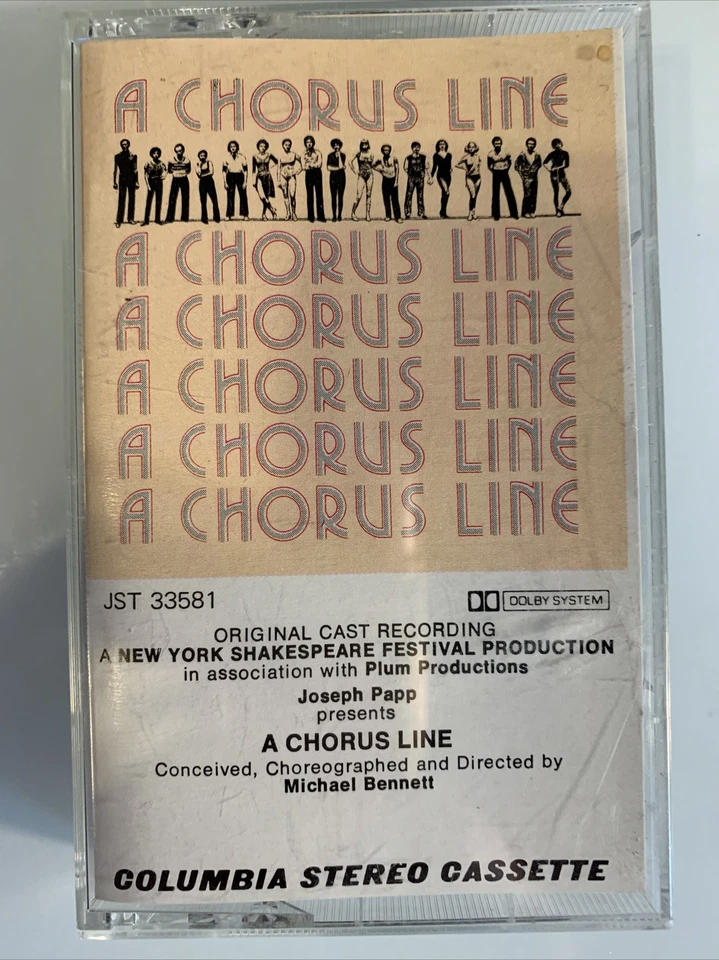 A CHORUS LINE
A CHORUS LINE
A CHORUS LINE
A CHORUS LINE
A CHORUS LINE
A CHORUS LINE
JST 33581
DOLBY SYSTEM
ORIGINAL CAST RECORDING
A NEW YORK SHAKESPEARE FESTIVAL PRODUCTION
in association with Plum Productions
Joseph Papp
presents
A CHORUS LINE
Conceived, Choreographed and Directed by
Michael Bennett
COLUMBIA STEREO CASSETTE